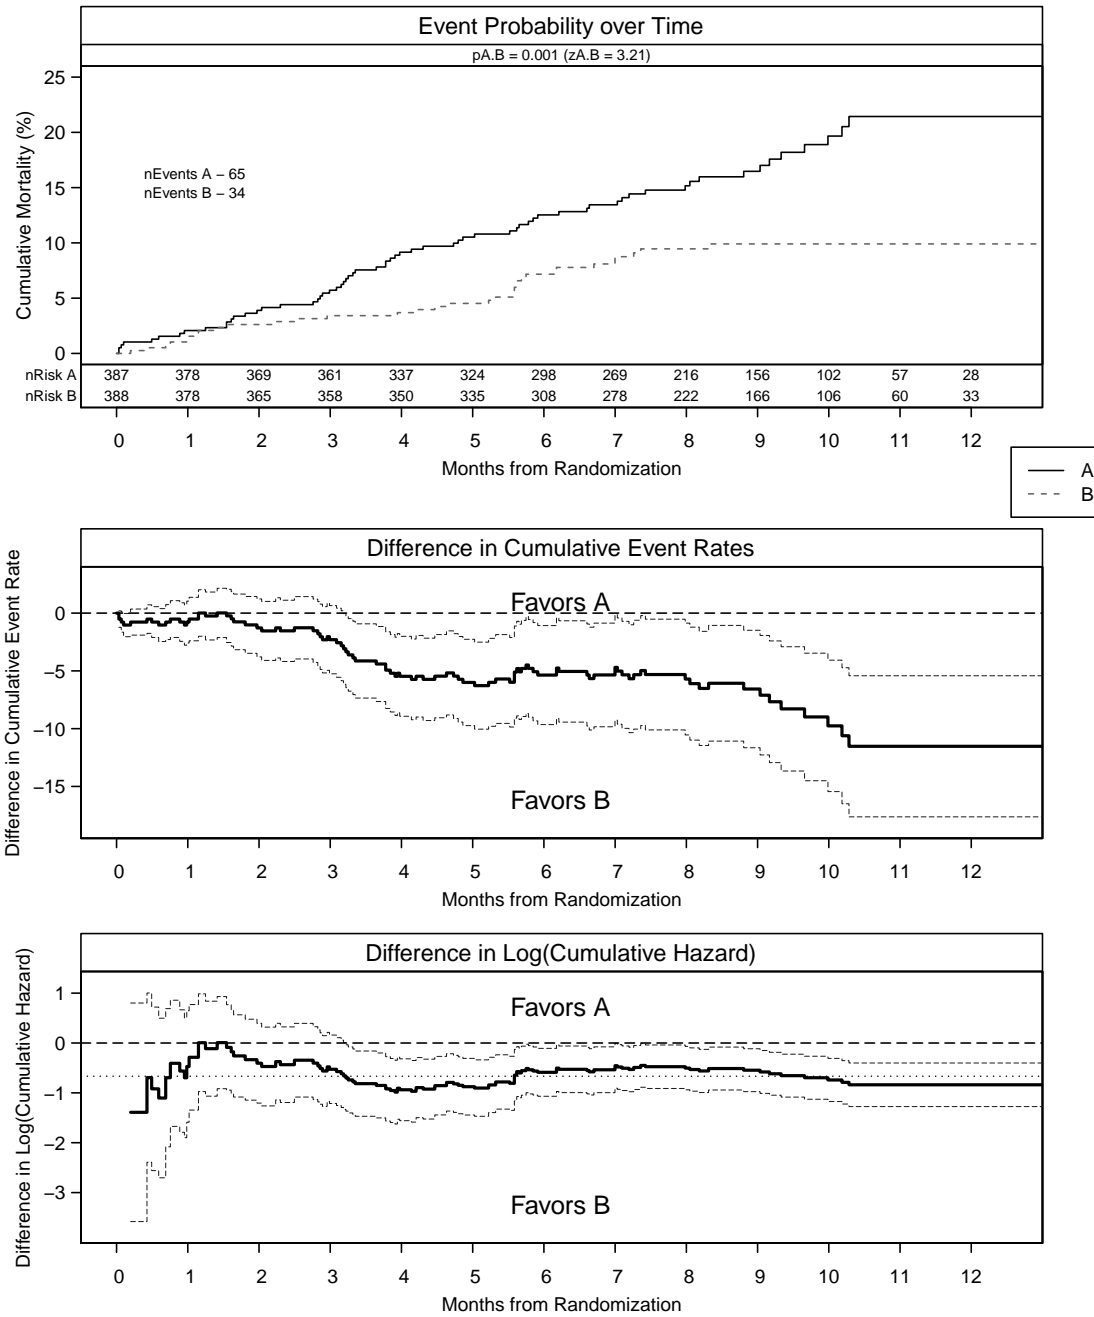 Event Probability over Time
pA.B = 0.001 (zA.B = 3.21)
Cumulative Mortality (%)
25
20
15
10
5
0
nEvents A − 65
nEvents B − 34
nRisk A 387 378 369 361 337 324 298 269 216 156 102 57 28
nRisk B 388 378 365 358 350 335 308 278 222 166 106 60 33
0 1 2 3 4 5 6 7 8 9 10 11 12
Months from Randomization
A
B
Difference in Cumulative Event Rates
Difference in Cumulative Event Rate
0
−5
−10
−15
Favors A
Favors B
0 1 2 3 4 5 6 7 8 9 10 11 12
Months from Randomization
Difference in Log(Cumulative Hazard)
Difference in Log(Cumulative Hazard)
1
0
−1
−2
−3
Favors A
Favors B
0 1 2 3 4 5 6 7 8 9 10 11 12
Months from Randomization